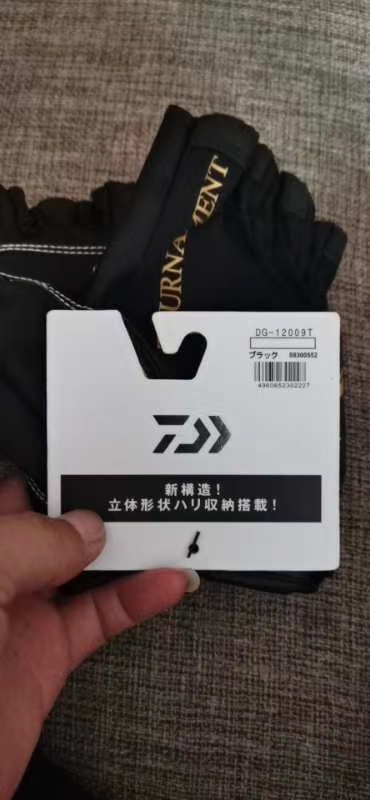 TOURNAMENT
DG-12009T
ブラック 08300552
4960652302227
新構造！
立体形状ハリ収納搭載！